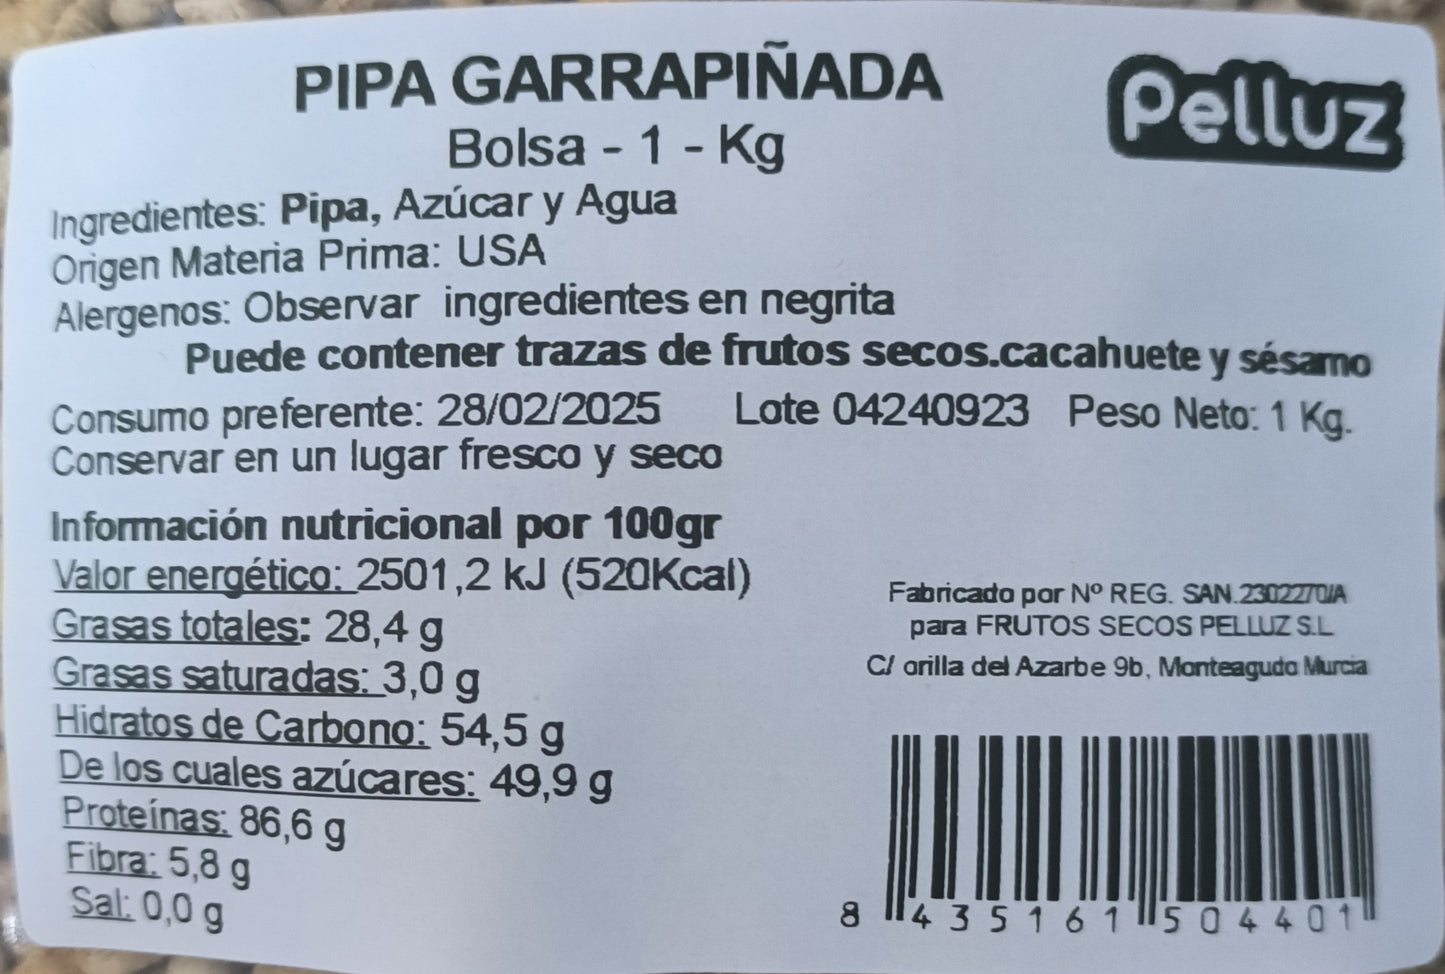 PIPA GARRAPIÑADA
Pelluz
Bolsa - 1 - Kg
Ingredientes: Pipa, Azúcar y Agua
Origen Materia Prima: USA
Alergenos: Observar ingredientes en negrita
Puede contener trazas de frutos secos.cacahuete y sésamo
Consumo preferente: 28/02/2025 Lote 04240923 Peso Neto: 1 Kg.
Conservar en un lugar fresco y seco
Información nutricional por 100gr
Valor energético: 2501,2 kJ (520Kcal)
Grasas totales: 28,4 g
Grasas saturadas: 3,0 g
Hidratos de Carbono: 54,5 g
De los cuales azúcares: 49,9 g
Proteínas: 86,6 g
Fibra: 5,8 g
Sal: 0,0 g
Fabricado por Nº REG. SAN.2302270/A
para FRUTOS SECOS PELLUZ S.L
C/ orilla del Azarbe 9b, Monteagudo Murcia
8 435161 504401